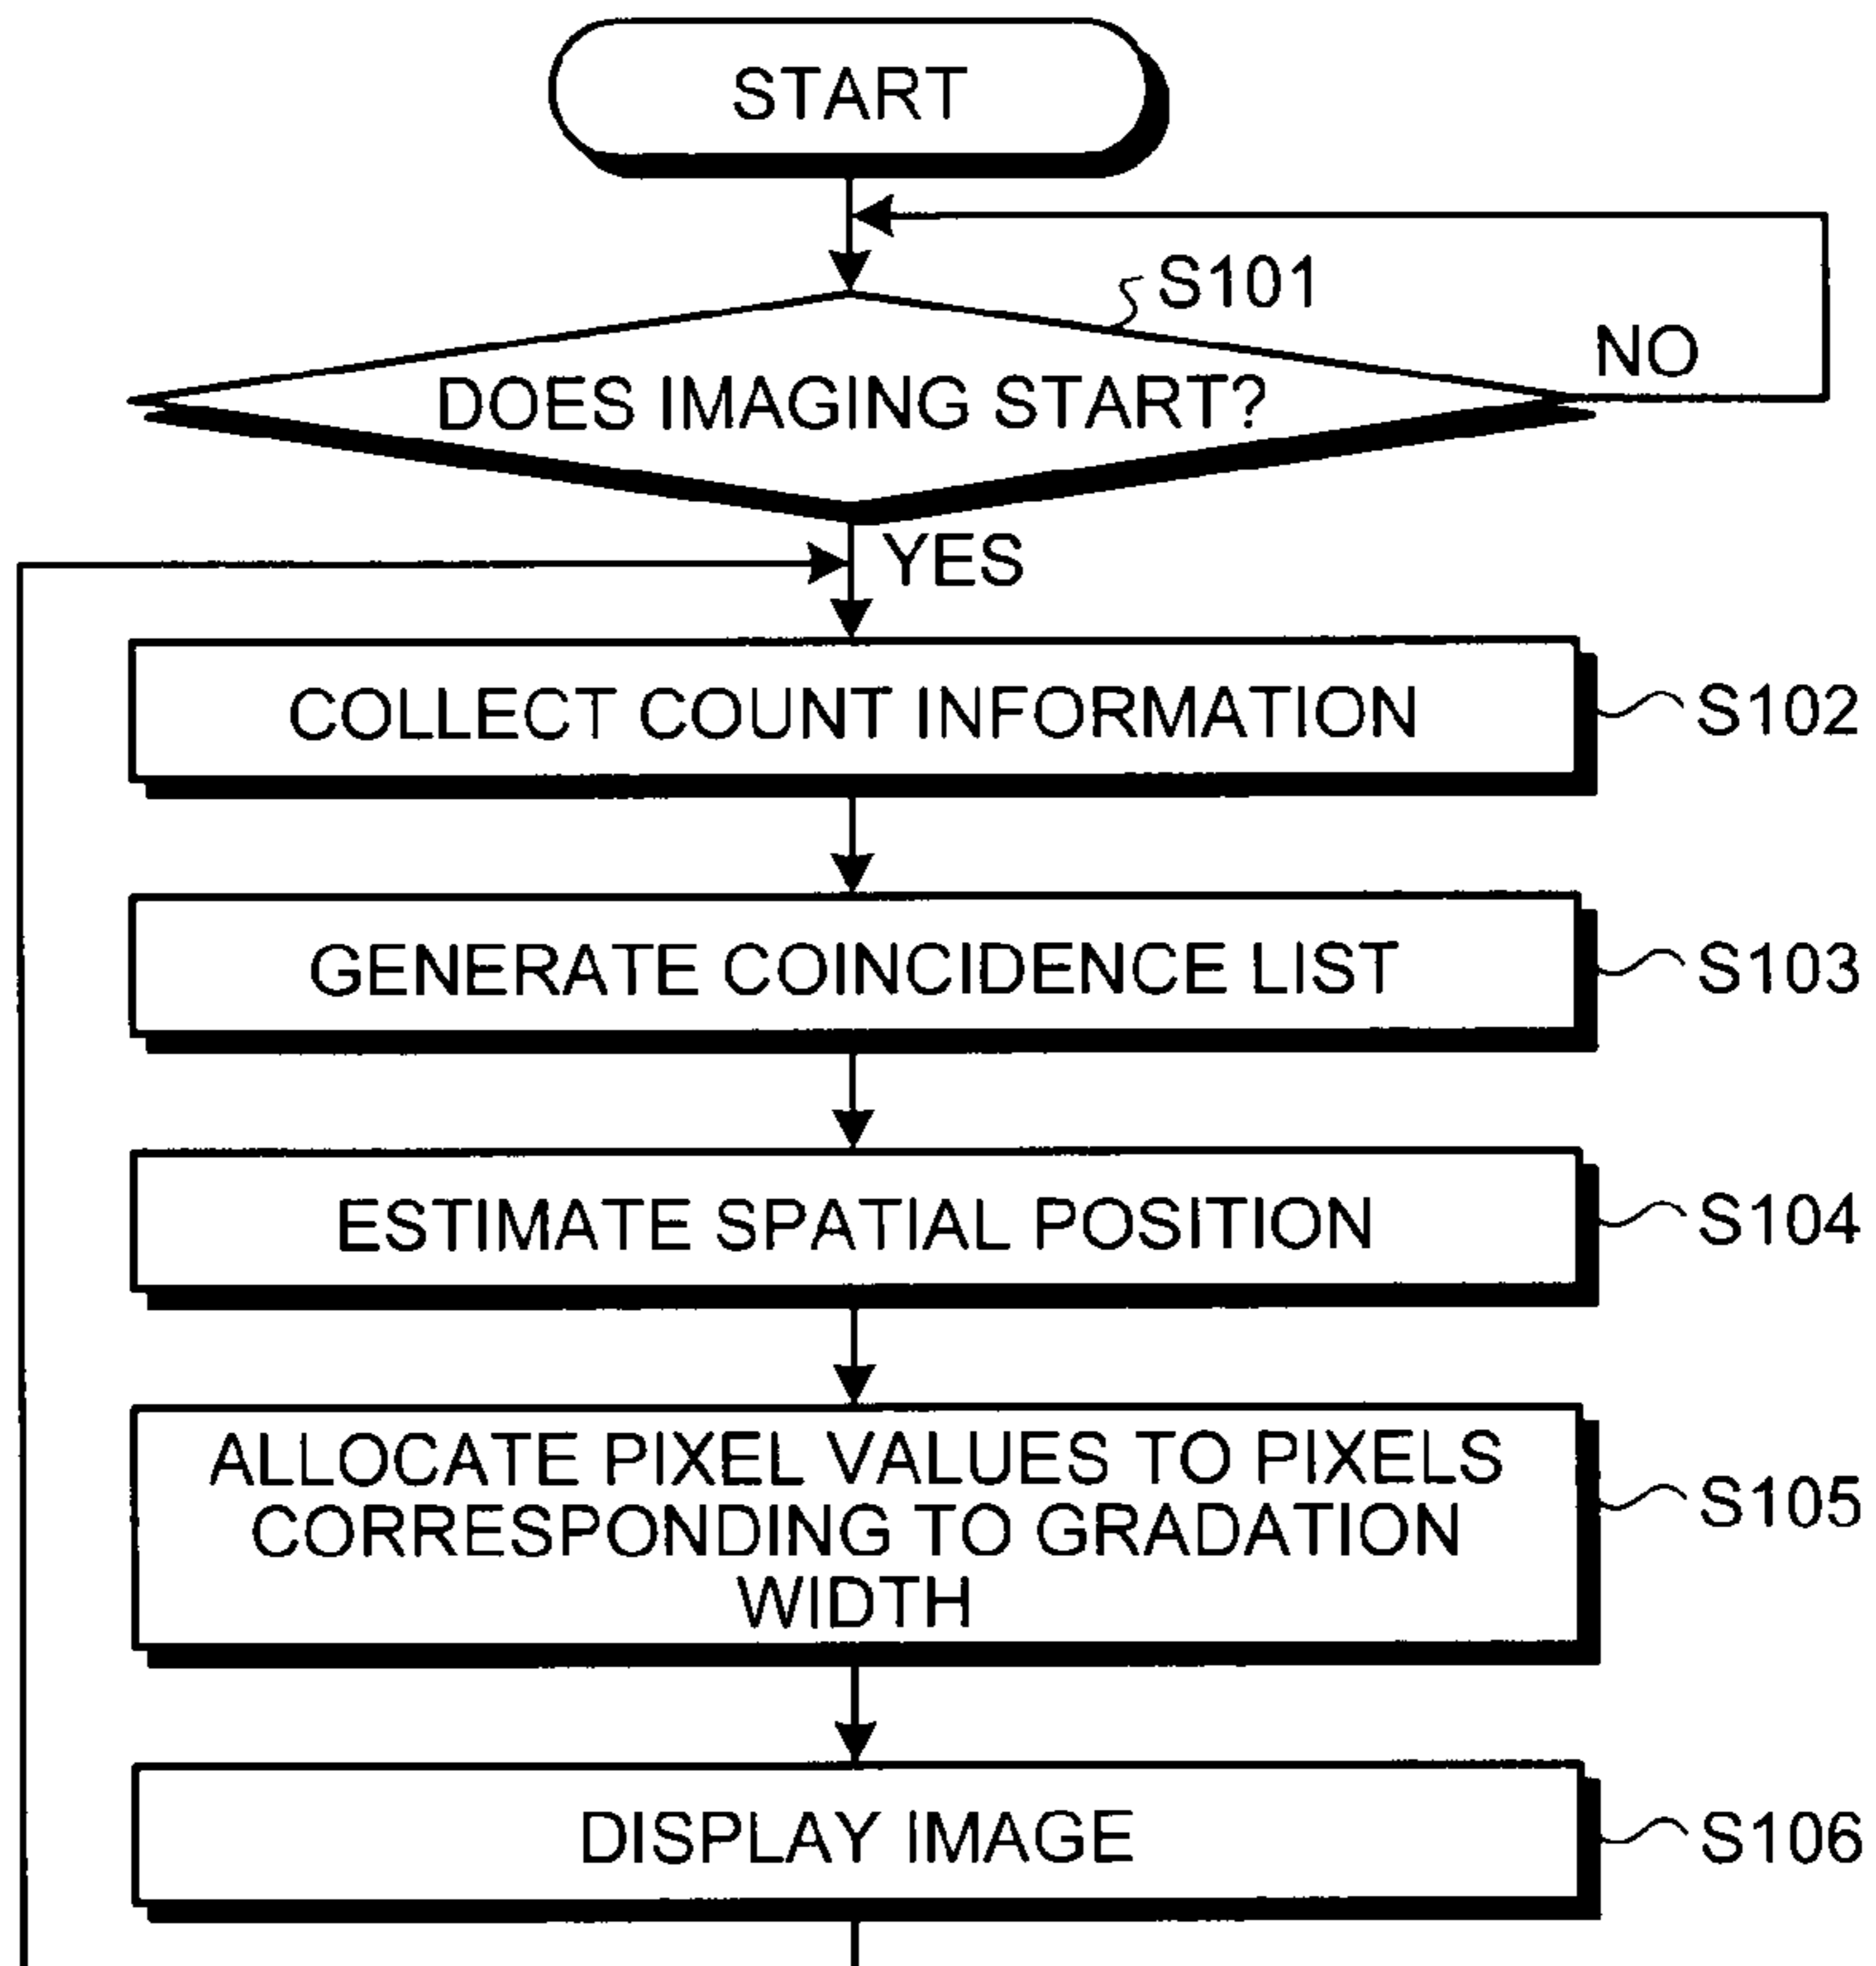 START
S101
NO
DOES IMAGING START?
YES
COLLECT COUNT INFORMATION
S102
GENERATE COINCIDENCE LIST
S103
ESTIMATE SPATIAL POSITION
S104
ALLOCATE PIXEL VALUES TO PIXELS
CORRESPONDING TO GRADATION
WIDTH
S105
DISPLAY IMAGE
S106